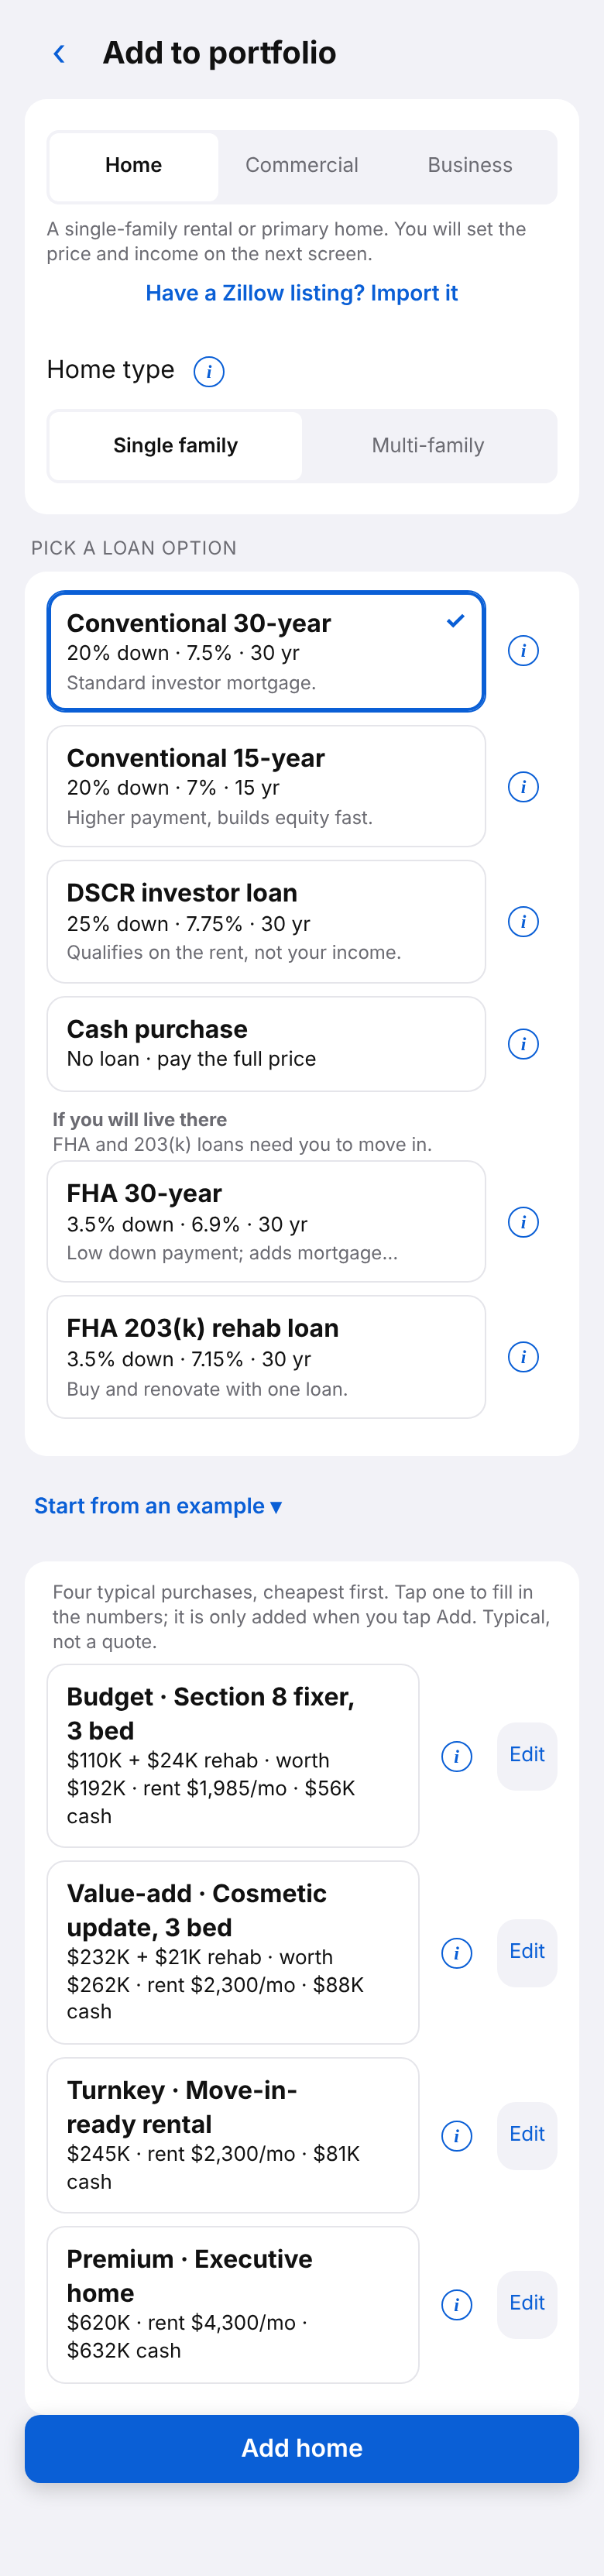 Add to portfolio
Home
Commercial
Business
A single-family rental or primary home. You will set the
price and income on the next screen.
Have a Zillow listing? Import it
Home type
i
Single family
Multi-family
PICK A LOAN OPTION
Conventional 30-year
20% down · 7.5% · 30 yr
Standard investor mortgage.
i
Conventional 15-year
20% down · 7% · 15 yr
Higher payment, builds equity fast.
i
DSCR investor loan
25% down · 7.75% · 30 yr
Qualifies on the rent, not your income.
i
Cash purchase
No loan · pay the full price
i
If you will live there
FHA and 203(k) loans need you to move in.
FHA 30-year
3.5% down · 6.9% · 30 yr
Low down payment; adds mortgage...
i
FHA 203(k) rehab loan
3.5% down · 7.15% · 30 yr
Buy and renovate with one loan.
i
Start from an example ▾
Four typical purchases, cheapest first. Tap one to fill in
the numbers; it is only added when you tap Add. Typical,
not a quote.
Budget · Section 8 fixer,
3 bed
$110K + $24K rehab · worth
$192K · rent $1,985/mo · $56K
cash
i
Edit
Value-add · Cosmetic
update, 3 bed
$232K + $21K rehab · worth
$262K · rent $2,300/mo · $88K
cash
i
Edit
Turnkey · Move-in-
ready rental
$245K · rent $2,300/mo · $81K
cash
i
Edit
Premium · Executive
home
$620K · rent $4,300/mo ·
$632K cash
i
Edit
Add home